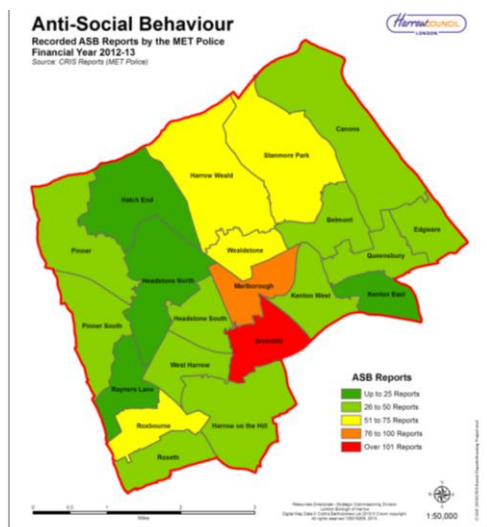 Anti-Social Behaviour
Recorded ASB Reports by the MET Police
Financial Year 2012-13
Source: CRIS Reports (MET Police)
Harrow COUNCIL
LONDON
Canons
Stanmore Park
Harrow Weald
Hatch End
Belmont
Edgware
Pinner
Wealdstone
Queensbury
Headstone North
Marlborough
Kenton West
Kenton East
Pinner South
Headstone South
Greenhill
West Harrow
Rayners Lane
Roxbourne
Harrow on the Hill
Roxeth
ASB Reports
Up to 25 Reports
26 to 50 Reports
51 to 75 Reports
76 to 100 Reports
Over 101 Reports
1:50,000